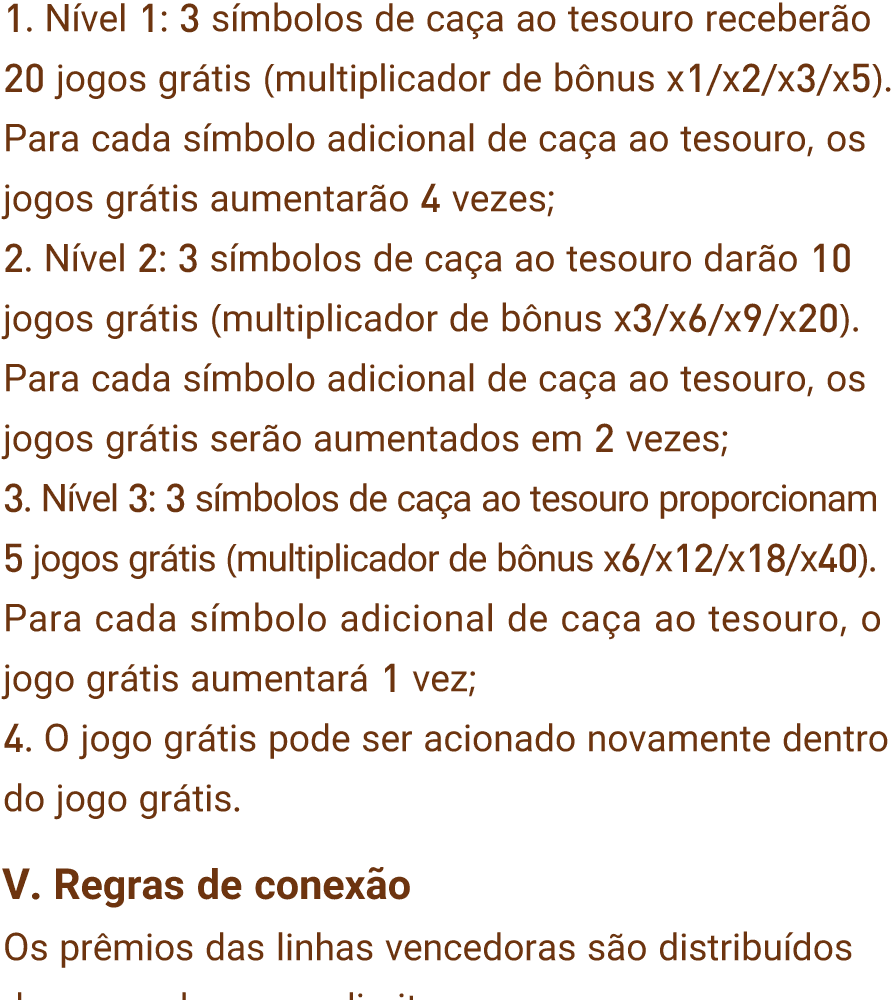 1. Nível 1: 3 símbolos de caça ao tesouro receberão
20 jogos grátis (multiplicador de bônus x1/x2/x3/x5).
Para cada símbolo adicional de caça ao tesouro, os
jogos grátis aumentarão 4 vezes;
2. Nível 2: 3 símbolos de caça ao tesouro darão 10
jogos grátis (multiplicador de bônus x3/x6/x9/x20).
Para cada símbolo adicional de caça ao tesouro, os
jogos grátis serão aumentados em 2 vezes;
3. Nível 3: 3 símbolos de caça ao tesouro proporcionam
5 jogos grátis (multiplicador de bônus x6/x12/x18/x40).
Para cada símbolo adicional de caça ao tesouro, o
jogo grátis aumentará 1 vez;
4. O jogo grátis pode ser acionado novamente dentro
do jogo grátis.
V. Regras de conexão
Os prêmios das linhas vencedoras são distribuídos